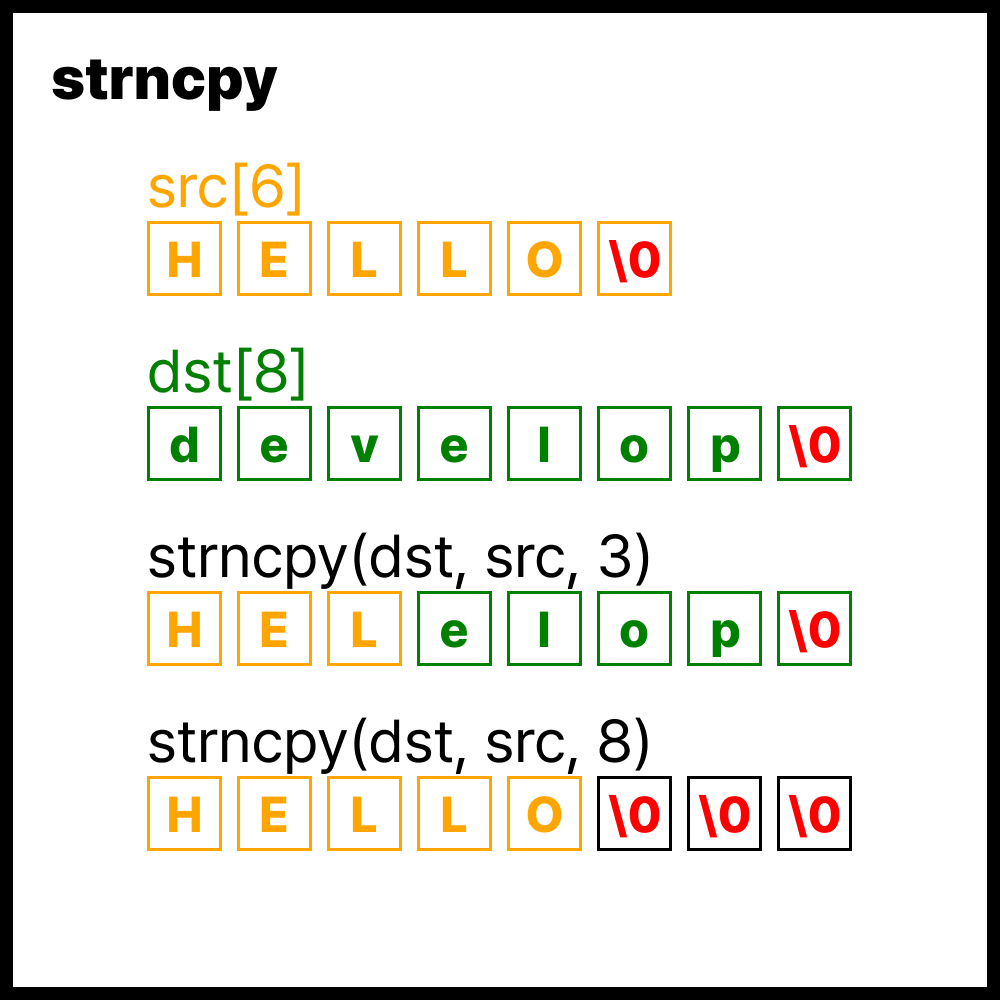 strncpy
src[6]
H E L L O \0
dst[8]
d e v e l o p \0
strncpy(dst, src, 3)
H E L e l o p \0
strncpy(dst, src, 8)
H E L L O \0 \0 \0